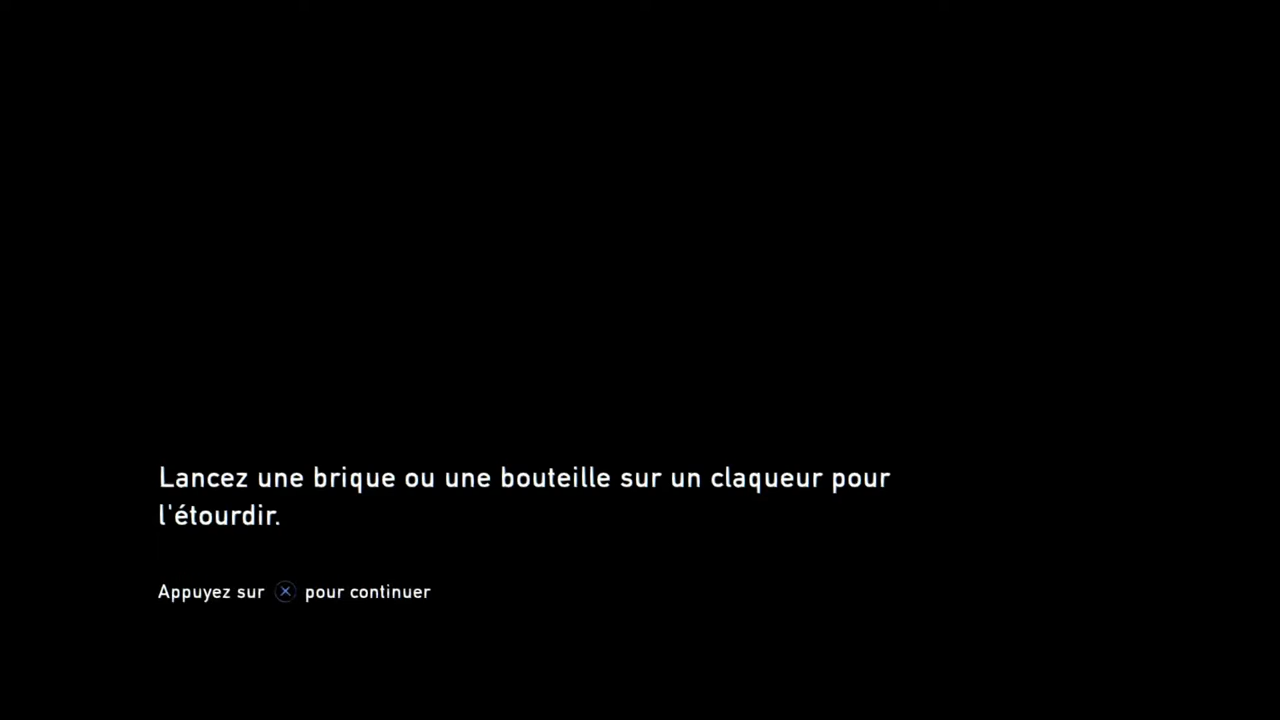 Lancez une brique ou une bouteille sur un claqueur pour
l'étourdir.
Appuyez sur ⓧ pour continuer